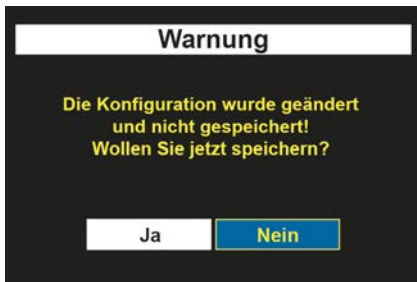 Warnung
Die Konfiguration wurde geändert
und nicht gespeichert!
Wollen Sie jetzt speichern?
Ja Nein